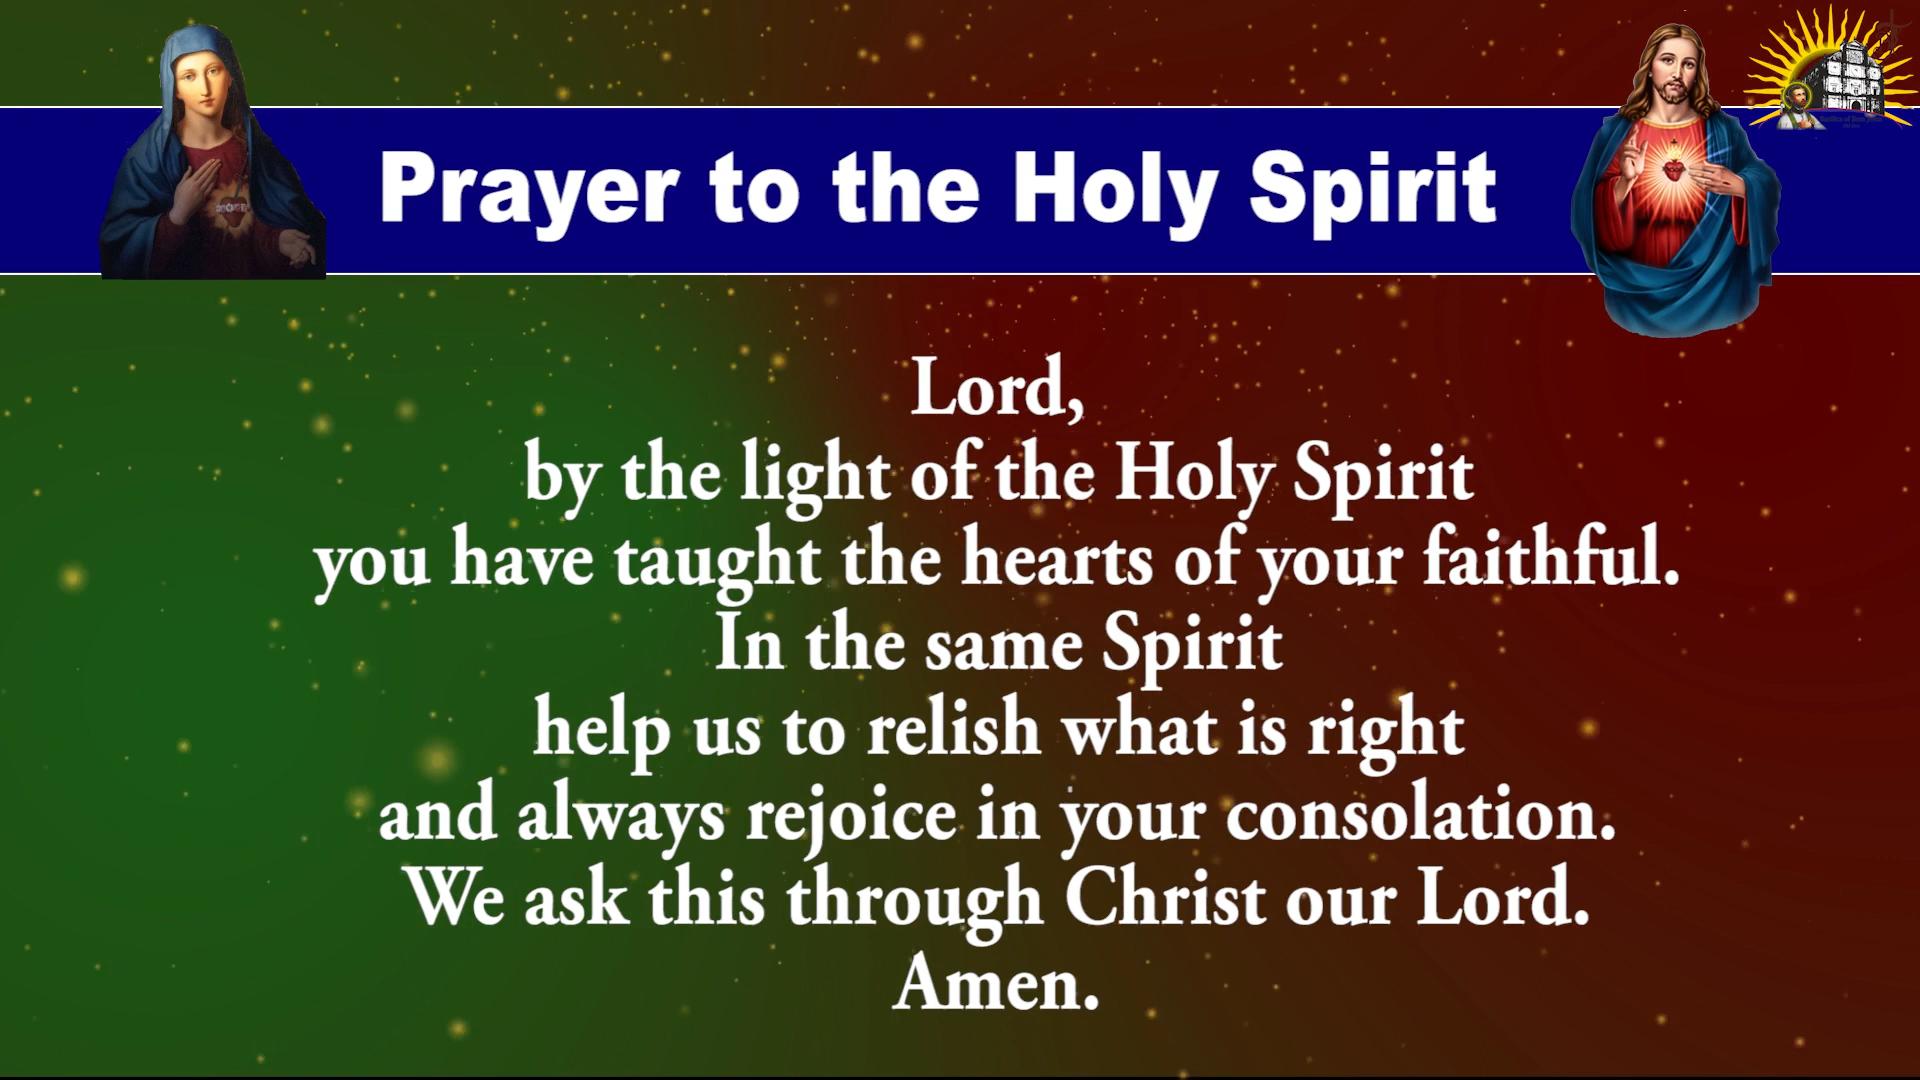 Prayer to the Holy Spirit
Lord,
by the light of the Holy Spirit
you have taught the hearts of your faithful.
In the same Spirit
help us to relish what is right
and always rejoice in your consolation.
We ask this through Christ our Lord.
Amen.